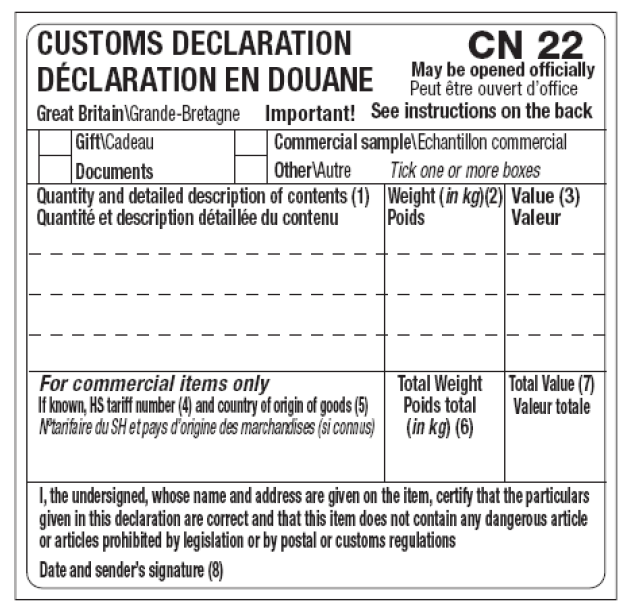 CUSTOMS DECLARATION
CN 22
DÉCLARATION EN DOUANE
May be opened officially
Peut être ouvert d'office
Great Britain\Grande-Bretagne
Important!
See instructions on the back
Gift\Cadeau
Commercial sample\Echantillon commercial
Documents
Other\Autre
Tick one or more boxes
Quantity and detailed description of contents (1)
Quantité et description détaillée du contenu
Weight (in kg)(2)
Poids
Value (3)
Valeur
For commercial items only
If known, HS tariff number (4) and country of origin of goods (5)
N°tarifaire du SH et pays d'origine des marchandises (si connus)
Total Weight
Poids total
(in kg) (6)
Total Value (7)
Valeur totale
I, the undersigned, whose name and address are given on the item, certify that the particulars
given in this declaration are correct and that this item does not contain any dangerous article
or articles prohibited by legislation or by postal or customs regulations
Date and sender's signature (8)